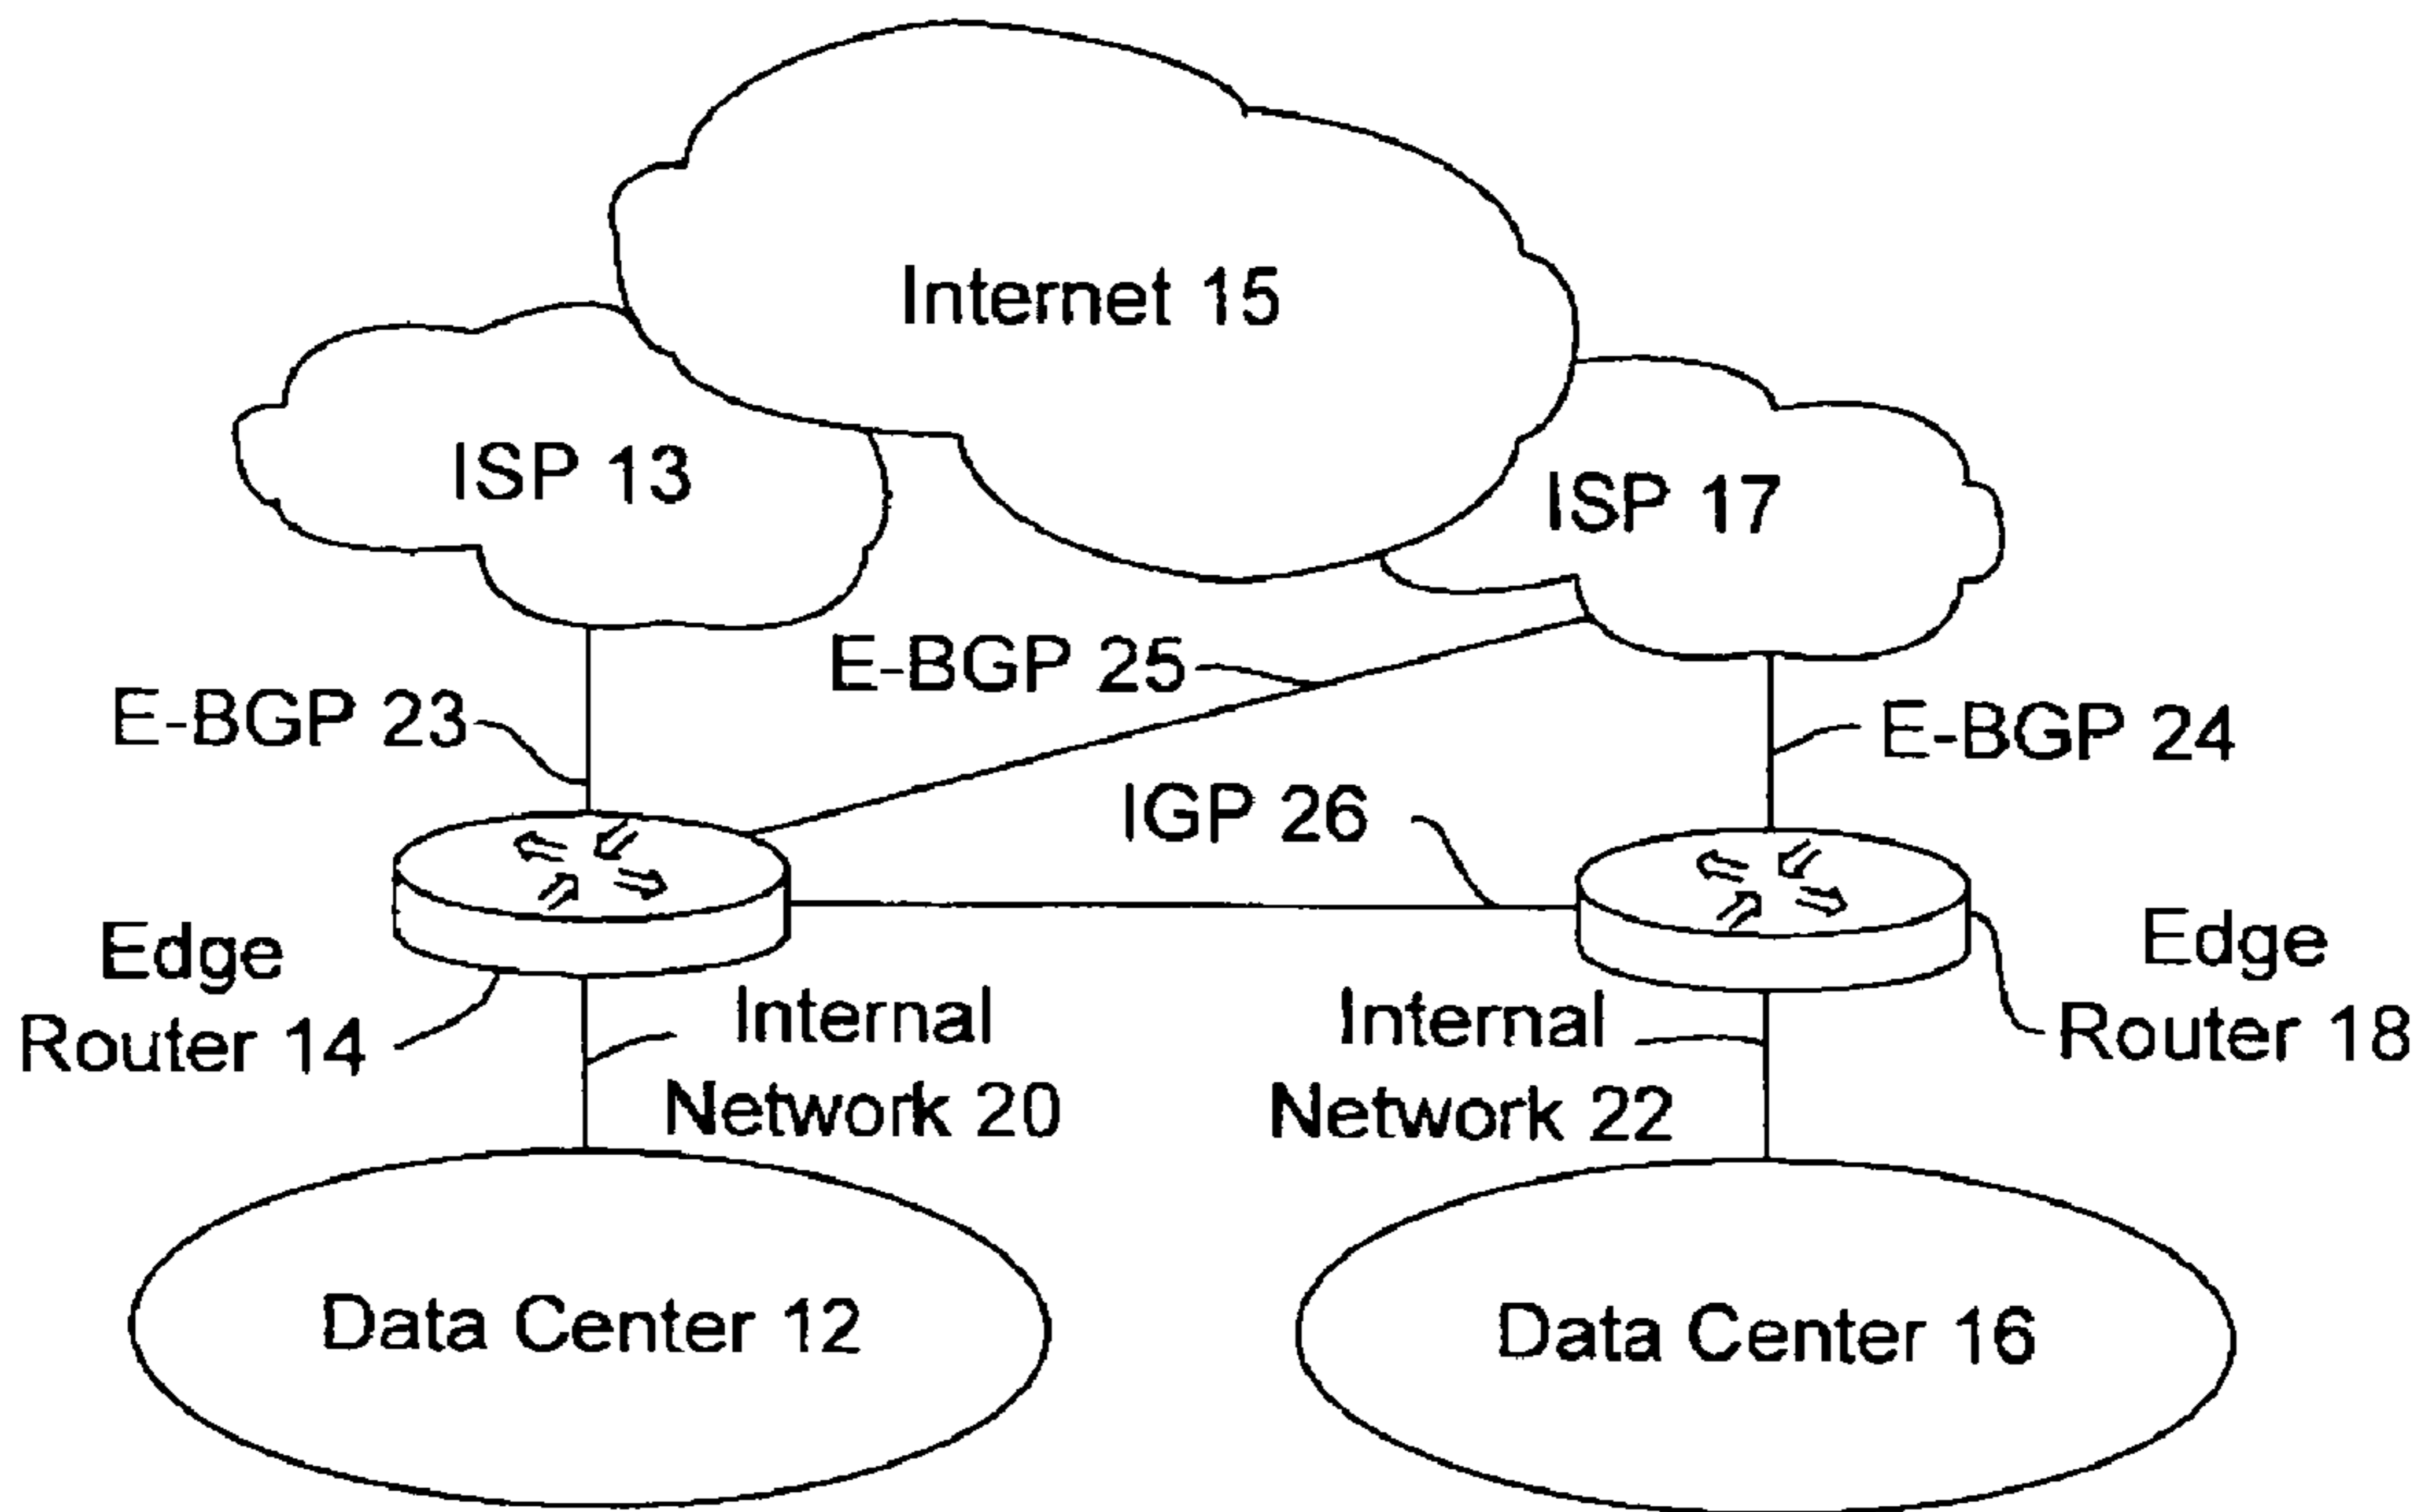 Internet 15
ISP 13
ISP 17
E-BGP 25
E-BGP 23
E-BGP 24
IGP 26
Edge
Router 14
Edge
Router 18
Internal
Network 20
Internal
Network 22
Data Center 12
Data Center 16